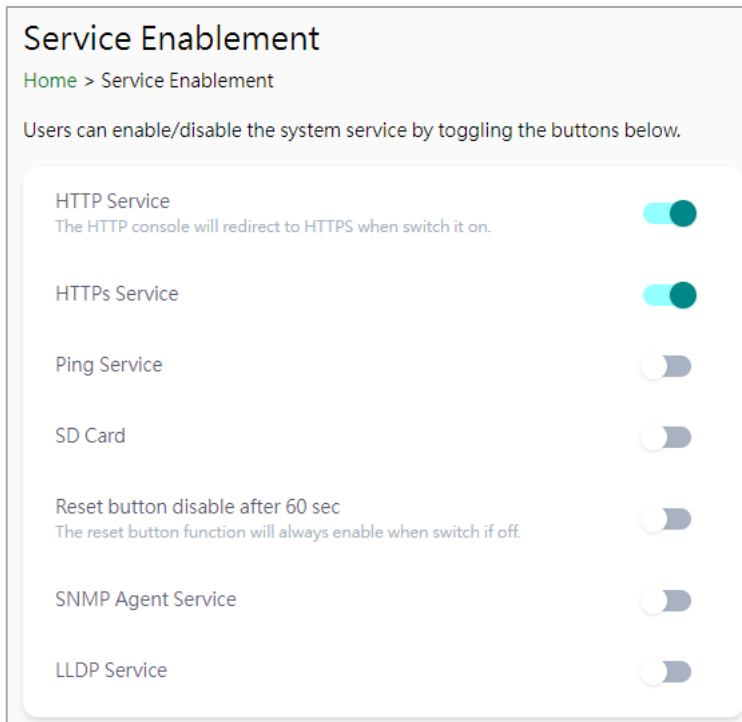 Service Enablement
Home > Service Enablement
Users can enable/disable the system service by toggling the buttons below.
HTTP Service
The HTTP console will redirect to HTTPS when switch it on.
HTTPs Service
Ping Service
SD Card
Reset button disable after 60 sec
The reset button function will always enable when switch if off.
SNMP Agent Service
LLDP Service